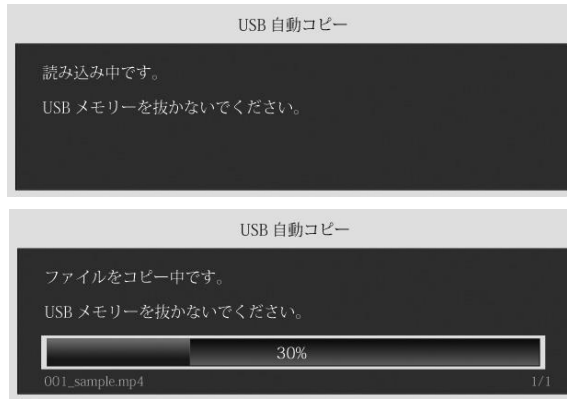 USB 自動コピー
読み込み中です。
USB メモリーを抜かないでください。
USB 自動コピー
ファイルをコピー中です。
USB メモリーを抜かないでください。
30%
001_sample.mp4 1/1